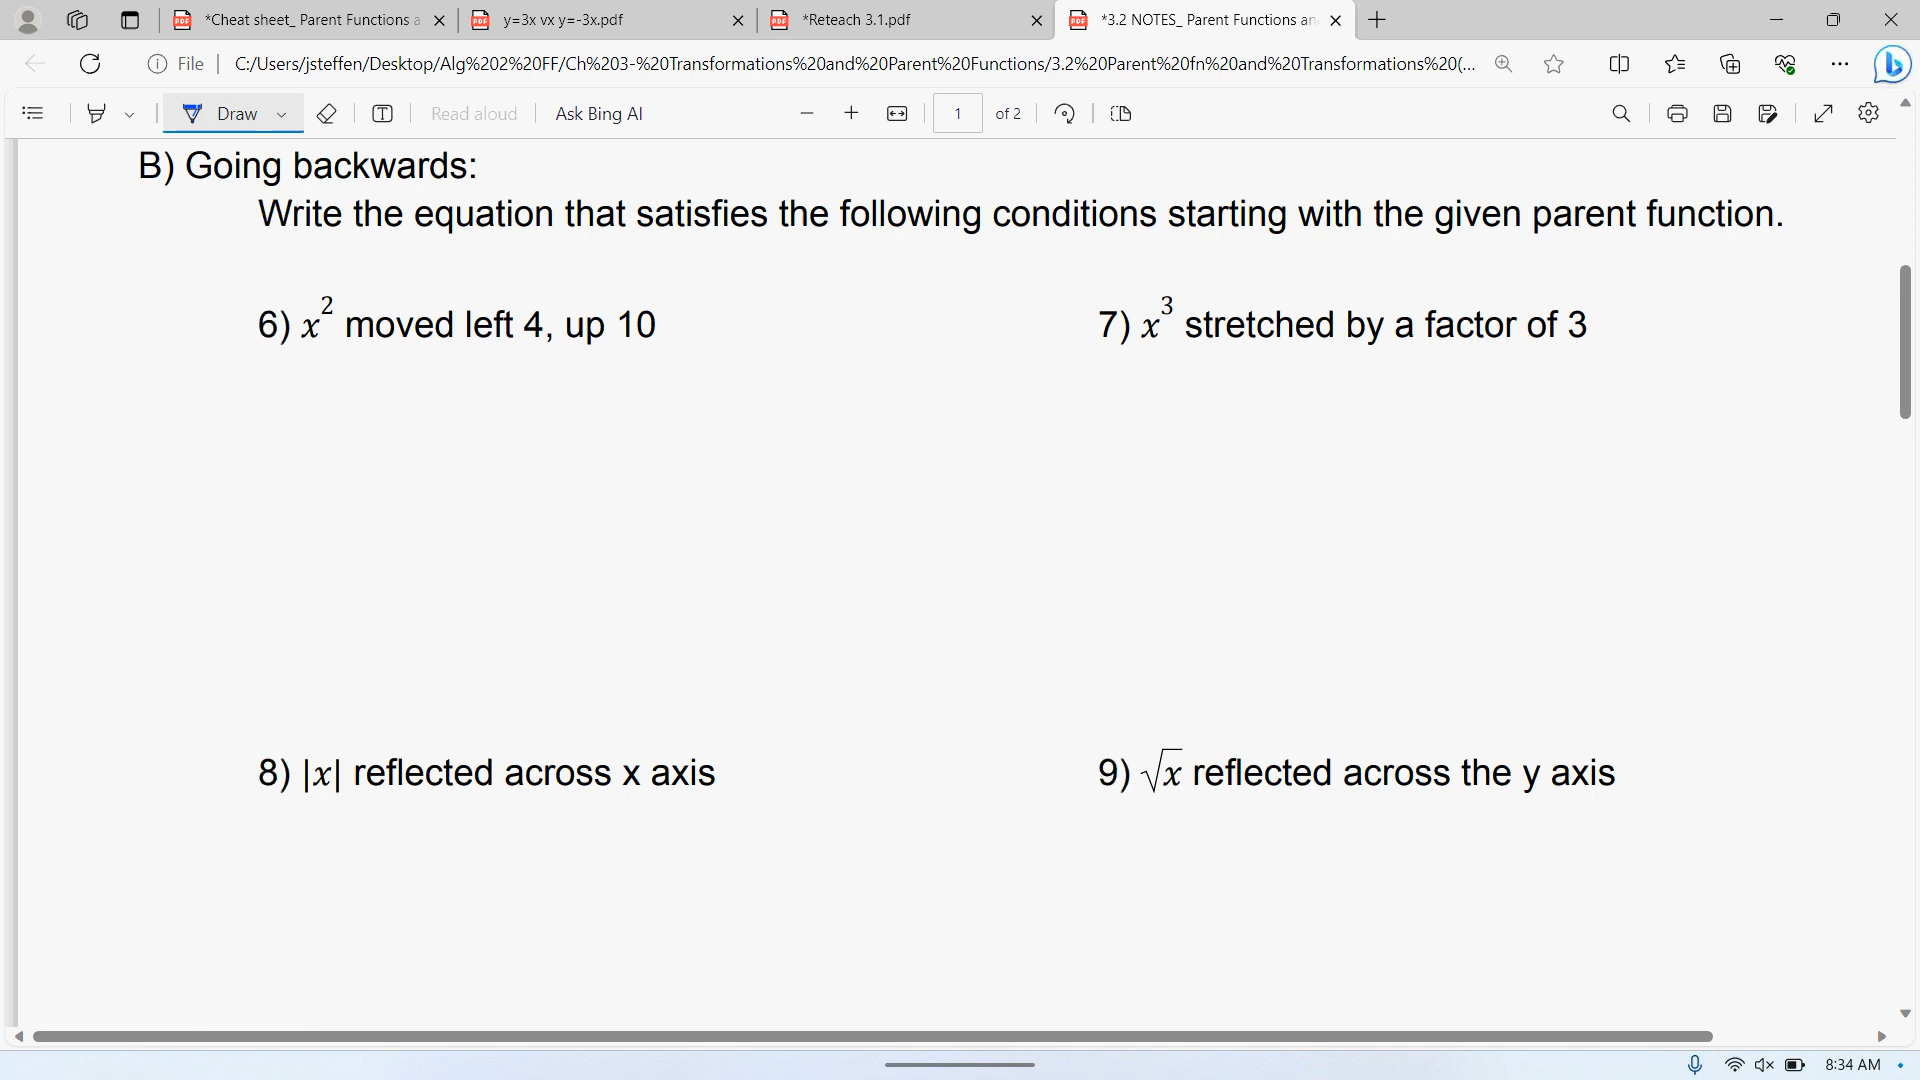 *Cheat sheet_ Parent Functions a
y=3x vx y=-3x.pdf
*Reteach 3.1.pdf
*3.2 NOTES_ Parent Functions an
File
C:/Users/jsteffen/Desktop/Alg%202%20FF/Ch%203-%20Transformations%20and%20Parent%20Functions/3.2%20Parent%20fn%20and%20Transformations%20(...
Draw
Read aloud
Ask Bing AI
1
of 2
B) Going backwards:
Write the equation that satisfies the following conditions starting with the given parent function.
6) x² moved left 4, up 10
7) x³ stretched by a factor of 3
8) |x| reflected across x axis
9) √x reflected across the y axis
8:34 AM